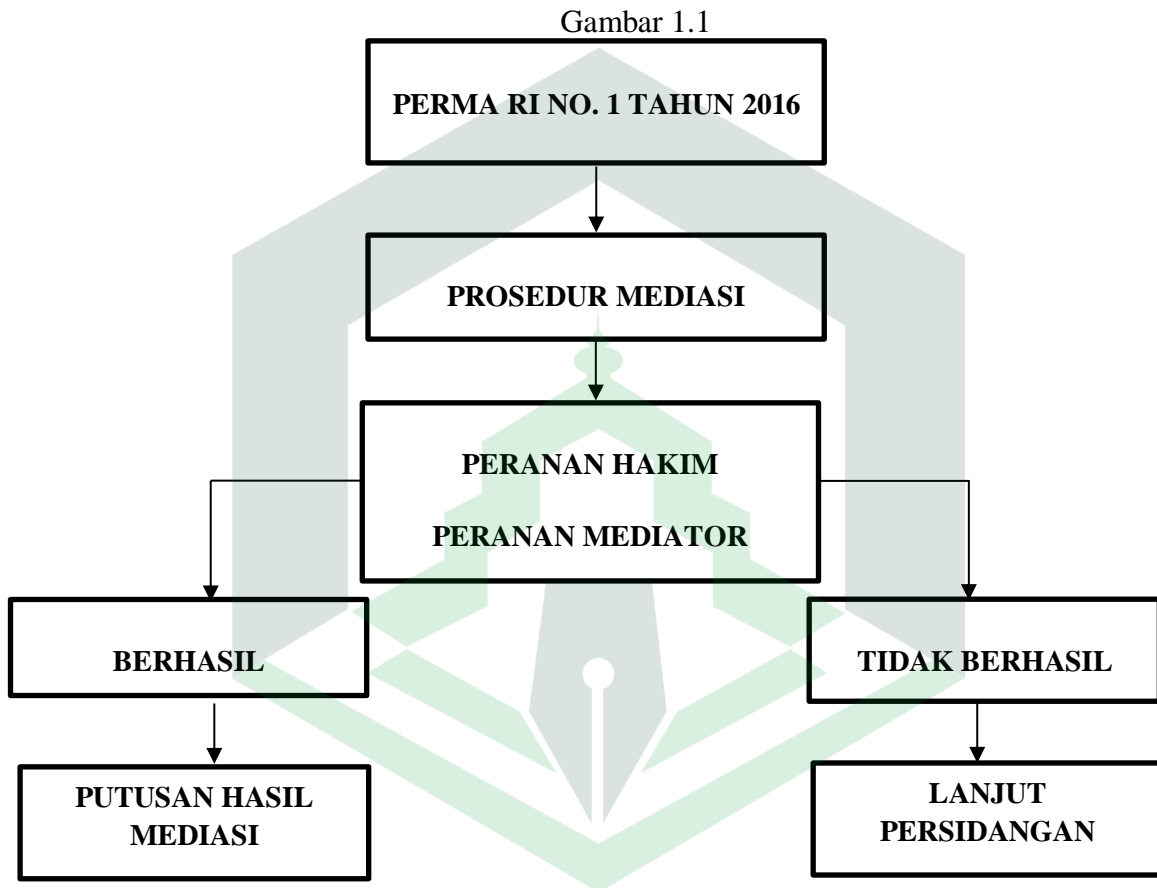 Gambar 1.1
PERMA RI NO. 1 TAHUN 2016
PROSEDUR MEDIASI
PERANAN HAKIM
PERANAN MEDIATOR
BERHASIL
TIDAK BERHASIL
PUTUSAN HASIL
MEDIASI
LANJUT
PERSIDANGAN